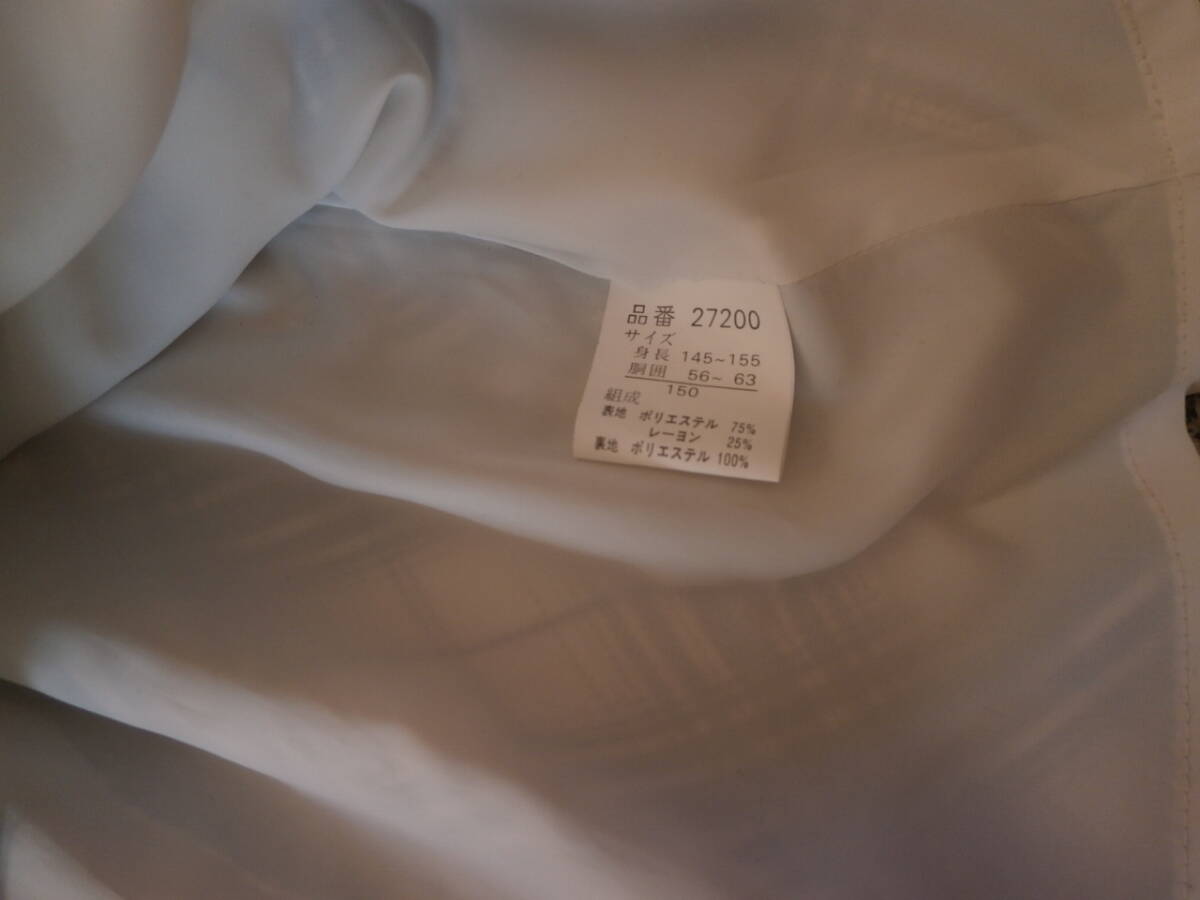 品番 27200
サイズ
身長 145~155
胴囲 56~ 63
150
組成
表地 ポリエステル 75%
レーヨン 25%
裏地 ポリエステル 100%